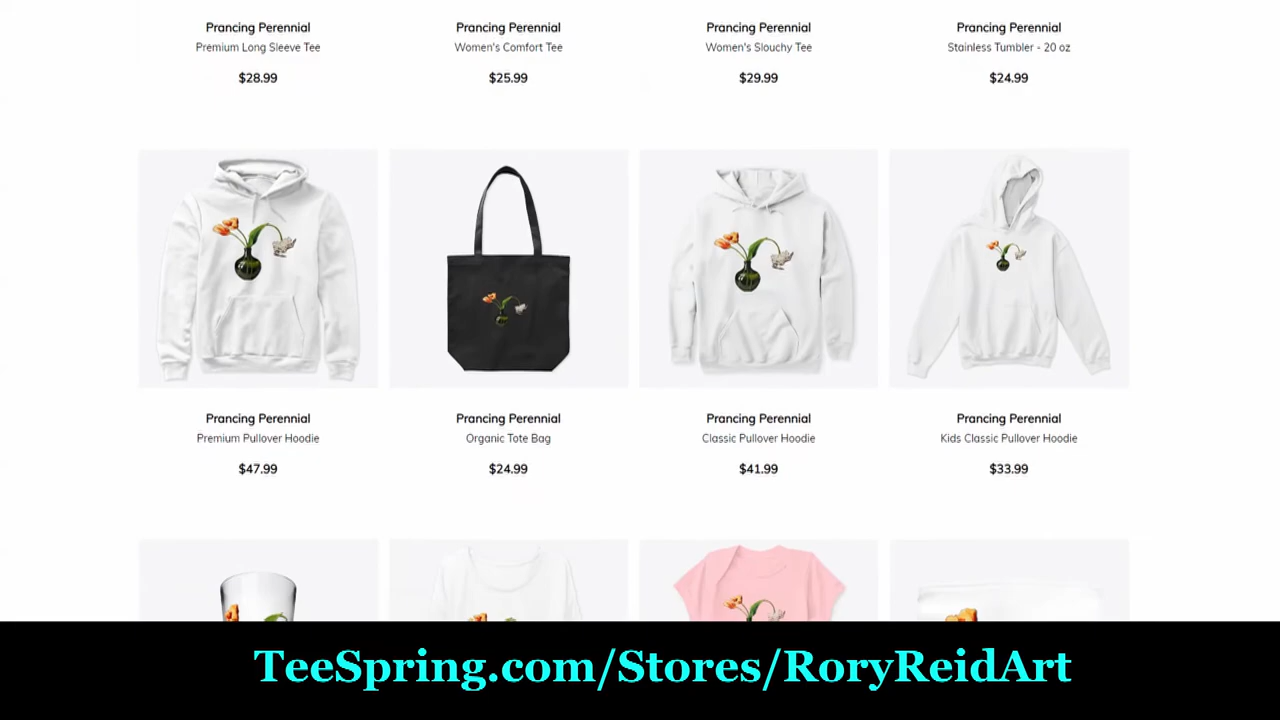 Prancing Perennial
Premium Long Sleeve Tee
$28.99
Prancing Perennial
Women's Comfort Tee
$25.99
Prancing Perennial
Women's Slouchy Tee
$29.99
Prancing Perennial
Stainless Tumbler - 20 oz
$24.99
Prancing Perennial
Premium Pullover Hoodie
$47.99
Prancing Perennial
Organic Tote Bag
$24.99
Prancing Perennial
Classic Pullover Hoodie
$41.99
Prancing Perennial
Kids Classic Pullover Hoodie
$33.99
TeeSpring.com/Stores/RoryReidArt